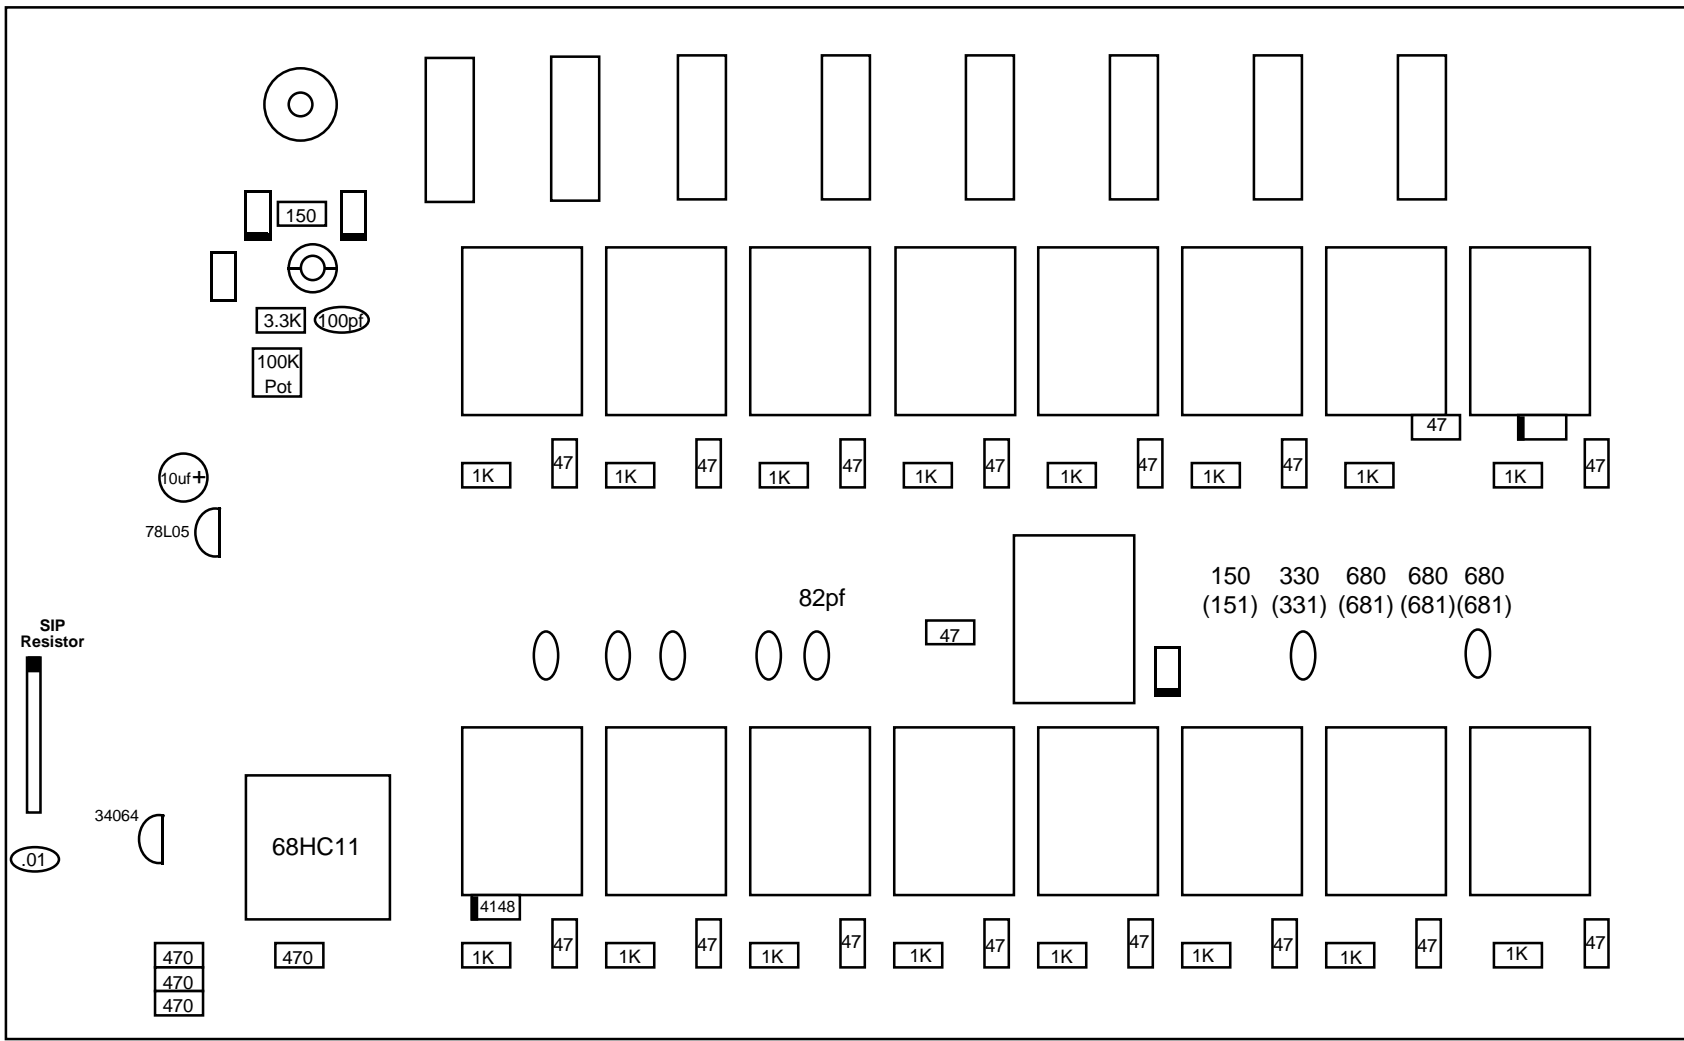 150
3.3K
100pf
100K
Pot
47
10uf+
1K
47
1K
47
1K
47
1K
47
1K
47
1K
47
1K
1K
47
78L05
82pf
150 330 680 680 680
(151) (331) (681) (681) (681)
SIP
Resistor
47
34064
68HC11
.01
4148
470
470
1K
47
1K
47
1K
47
1K
47
1K
47
1K
47
1K
47
1K
47
470
470